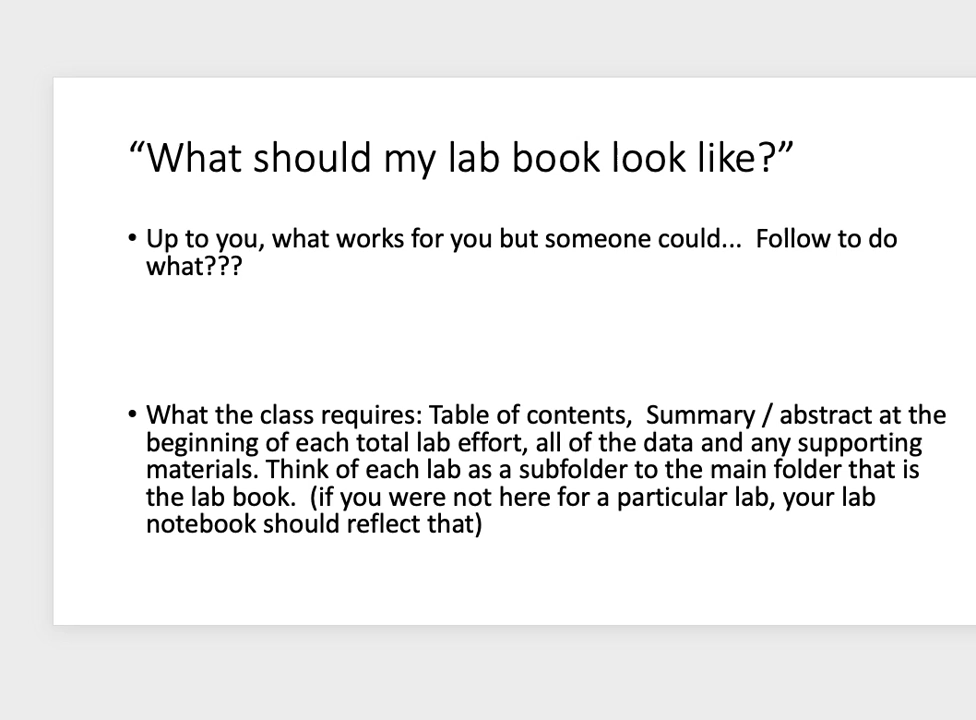 “What should my lab book look like?”
• Up to you, what works for you but someone could...  Follow to do
what???
• What the class requires: Table of contents,  Summary / abstract at the
beginning of each total lab effort, all of the data and any supporting
materials. Think of each lab as a subfolder to the main folder that is
the lab book.  (if you were not here for a particular lab, your lab
notebook should reflect that)